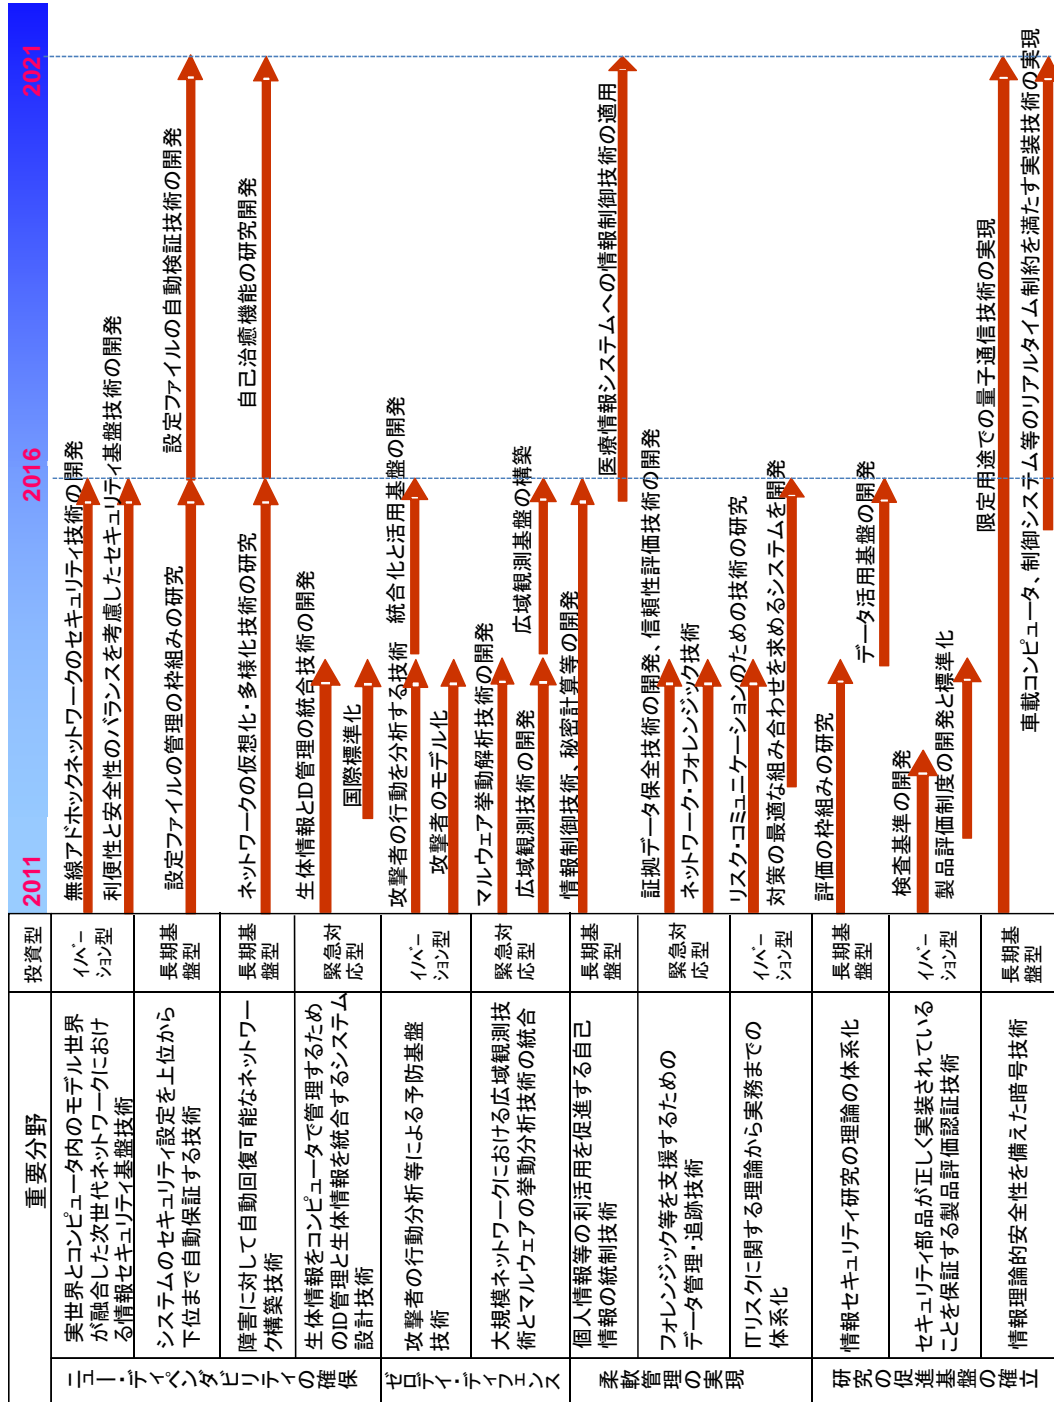 重要分野
投資型
2011
2016
2021
ニュー・ディペンダビリティの確保
実世界とコンピュータ内のモデル世界
が融合した次世代ネットワークにおけ
る情報セキュリティ基盤技術
イノベー
ション型
無線アドホックネットワークのセキュリティ技術の開発
利便性と安全性のバランスを考慮したセキュリティ基盤技術の開発
システムのセキュリティ設定を上位から
下位まで自動保証する技術
長期基
盤型
設定ファイルの管理の枠組みの研究
設定ファイルの自動検証技術の開発
障害に対して自動回復可能なネットワー
ク構築技術
長期基
盤型
ネットワークの仮想化・多様化技術の研究
自己治癒機能の研究開発
生体情報をコンピュータで管理するため
のID管理と生体情報を統合するシステム
設計技術
緊急対
応型
生体情報とID管理の統合技術の開発
国際標準化
ゼロデイ・ディフェンス
攻撃者の行動分析等による予防基盤
技術
イノベー
ション型
攻撃者の行動を分析する技術
統合化と活用基盤の開発
攻撃者のモデル化
大規模ネットワークにおける広域観測技
術とマルウェアの挙動分析技術の統合
緊急対
応型
マルウェア挙動解析技術の開発
広域観測技術の開発
広域観測基盤の構築
柔軟管理の実現
個人情報等の利活用を促進する自己
情報の統制技術
長期基
盤型
情報制御技術、秘密計算等の開発
医療情報システムへの情報制御技術の適用
フォレンジック等を支援するための
データ管理・追跡技術
緊急対
応型
証拠データ保全技術の開発、信頼性評価技術の開発
ネットワーク・フォレンジック技術
ITリスクに関する理論から実務までの
体系化
イノベー
ション型
リスク・コミュニケーションのための技術の研究
対策の最適な組み合わせを求めるシステムを開発
研究の促進基盤の確立
情報セキュリティ研究の理論の体系化
長期基
盤型
評価の枠組みの研究
データ活用基盤の開発
セキュリティ部品が正しく実装されている
ことを保証する製品評価認証技術
イノベー
ション型
検査基準の開発
製品評価制度の開発と標準化
情報理論的安全性を備えた暗号技術
長期基
盤型
限定用途での量子通信技術の実現
車載コンピュータ、制御システム等のリアルタイム制約を満たす実装技術の実現